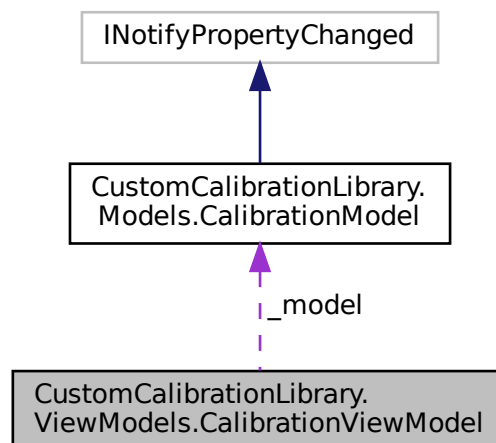 INotifyPropertyChanged
CustomCalibrationLibrary.
Models.CalibrationModel
_model
CustomCalibrationLibrary.
ViewModels.CalibrationViewModel